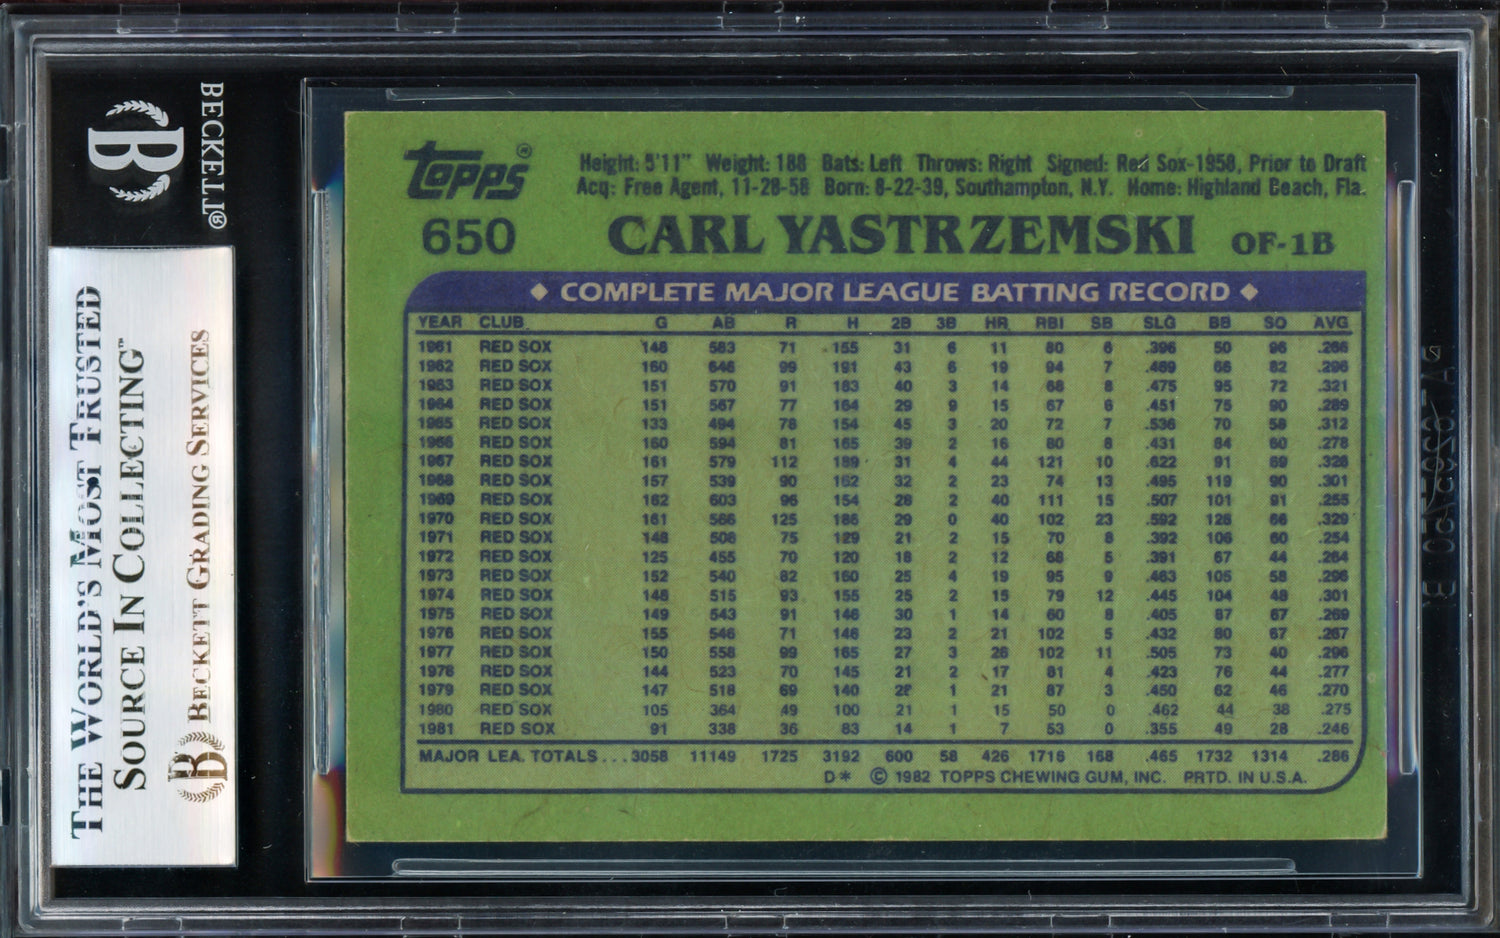 BECKETT®
THE WORLD'S MOST TRUSTED
SOURCE IN COLLECTING™
BECKETT GRADING SERVICES
B
B
TOPPS®
Height: 5'11" Weight: 188 Bats: Left Throws: Right Signed: Red Sox-1958, Prior to Draft
Acq: Free Agent, 11-28-58 Born: 8-22-39, Southampton, N.Y. Home: Highland Beach, Fla.
650 CARL YASTRZEMSKI OF-1B
◆ COMPLETE MAJOR LEAGUE BATTING RECORD ◆
YEAR CLUB G AB R H 2B 3B HR RBI SB SLG BB SO AVG
1961 RED SOX 148 583 71 155 31 6 11 80 6 .396 50 96 .266
1962 RED SOX 160 646 99 191 43 6 19 94 7 .469 66 82 .296
1963 RED SOX 151 570 91 183 40 3 14 68 8 .475 95 72 .321
1964 RED SOX 151 567 77 164 29 9 15 67 6 .451 75 90 .289
1965 RED SOX 133 494 78 154 45 3 20 72 7 .536 70 58 .312
1966 RED SOX 160 594 81 165 39 2 16 80 8 .431 84 60 .278
1967 RED SOX 161 579 112 189 31 4 44 121 10 .622 91 69 .326
1968 RED SOX 157 539 90 162 32 2 23 74 13 .495 119 90 .301
1969 RED SOX 162 603 96 154 28 2 40 111 15 .507 101 91 .255
1970 RED SOX 161 566 125 186 29 0 40 102 23 .592 128 66 .329
1971 RED SOX 148 508 75 129 21 2 15 70 8 .392 106 60 .254
1972 RED SOX 125 455 70 120 18 2 12 68 5 .391 67 44 .264
1973 RED SOX 152 540 82 160 25 4 19 95 9 .463 105 58 .296
1974 RED SOX 148 515 93 155 25 2 15 79 12 .445 104 48 .301
1975 RED SOX 149 543 91 146 30 1 14 60 8 .405 87 67 .269
1976 RED SOX 155 546 71 146 23 2 21 102 5 .432 80 67 .267
1977 RED SOX 150 558 99 165 27 3 28 102 11 .505 73 40 .296
1978 RED SOX 144 523 70 145 21 2 17 81 4 .423 76 44 .277
1979 RED SOX 147 518 69 140 28 1 21 87 3 .450 62 46 .270
1980 RED SOX 105 364 49 100 21 1 15 50 0 .462 44 38 .275
1981 RED SOX 91 338 36 83 14 1 7 53 0 .355 49 28 .246
MAJOR LEA. TOTALS...3058 11149 1725 3192 600 58 426 1718 168 .465 1732 1314 .286
D* © 1982 TOPPS CHEWING GUM, INC. PRTD. IN U.S.A.